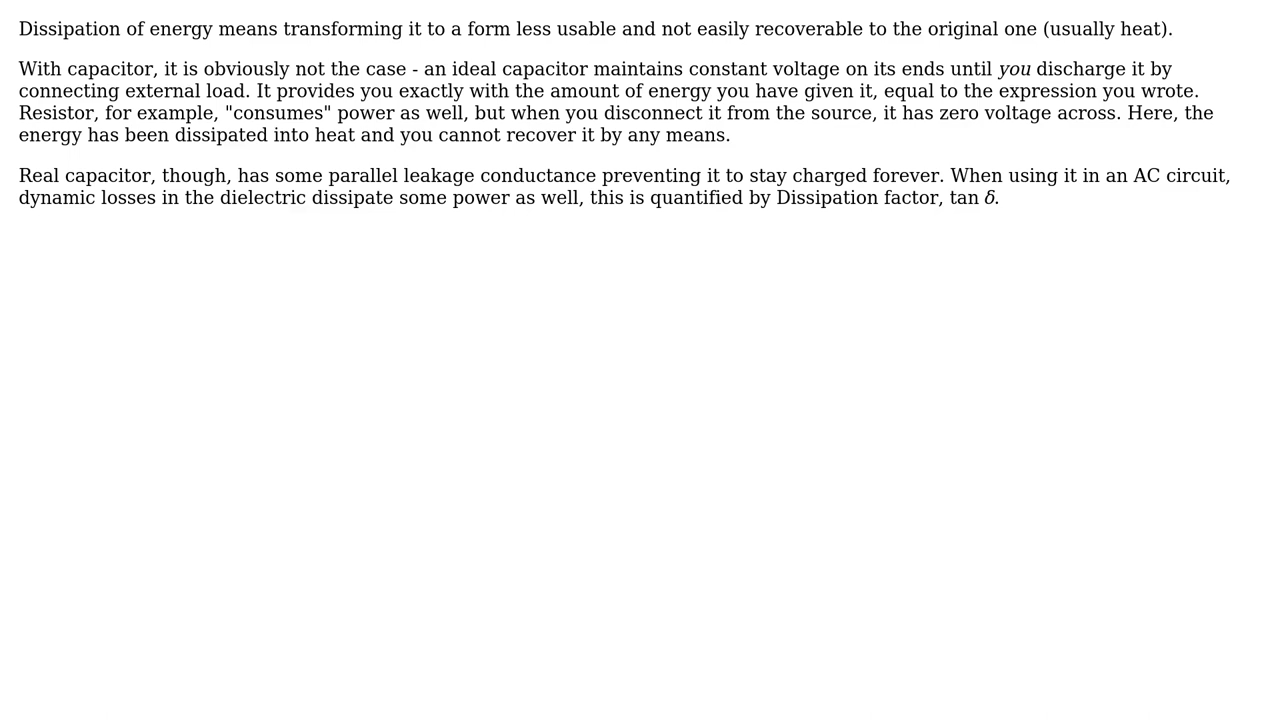 Dissipation of energy means transforming it to a form less usable and not easily recoverable to the original one (usually heat).
With capacitor, it is obviously not the case - an ideal capacitor maintains constant voltage on its ends until you discharge it by
connecting external load. It provides you exactly with the amount of energy you have given it, equal to the expression you wrote.
Resistor, for example, "consumes" power as well, but when you disconnect it from the source, it has zero voltage across. Here, the
energy has been dissipated into heat and you cannot recover it by any means.
Real capacitor, though, has some parallel leakage conductance preventing it to stay charged forever. When using it in an AC circuit,
dynamic losses in the dielectric dissipate some power as well, this is quantified by Dissipation factor, tan δ.